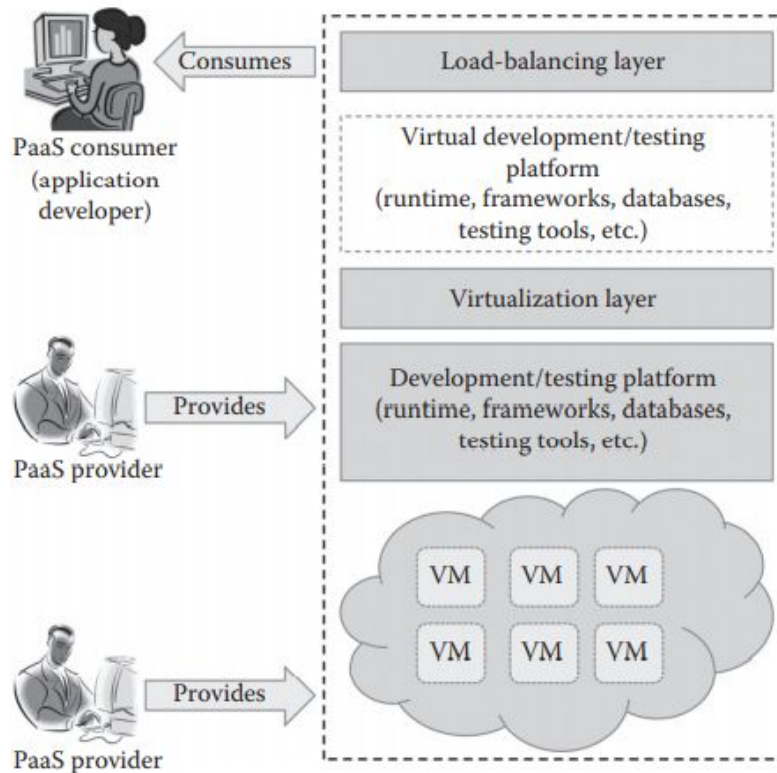 Consumes
Load-balancing layer
PaaS consumer
(application
developer)
Virtual development/testing
platform
(runtime, frameworks, databases,
testing tools, etc.)
Virtualization layer
Provides
PaaS provider
Development/testing platform
(runtime, frameworks, databases,
testing tools, etc.)
VM VM VM
VM VM VM
Provides
PaaS provider